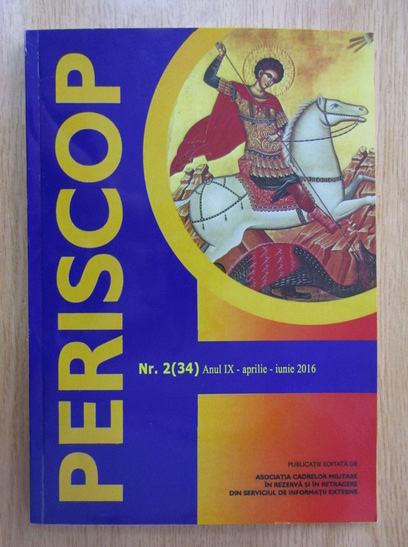 PERISCOP
Nr. 2(34) Anul IX - aprilie - iunie 2016
PUBLICAȚIE EDITATĂ DE
ASOCIAȚIA CADRELOR MILITARE
ÎN REZERVĂ ȘI ÎN RETRAGERE
DIN SERVICIUL DE INFORMAȚII EXTERNE